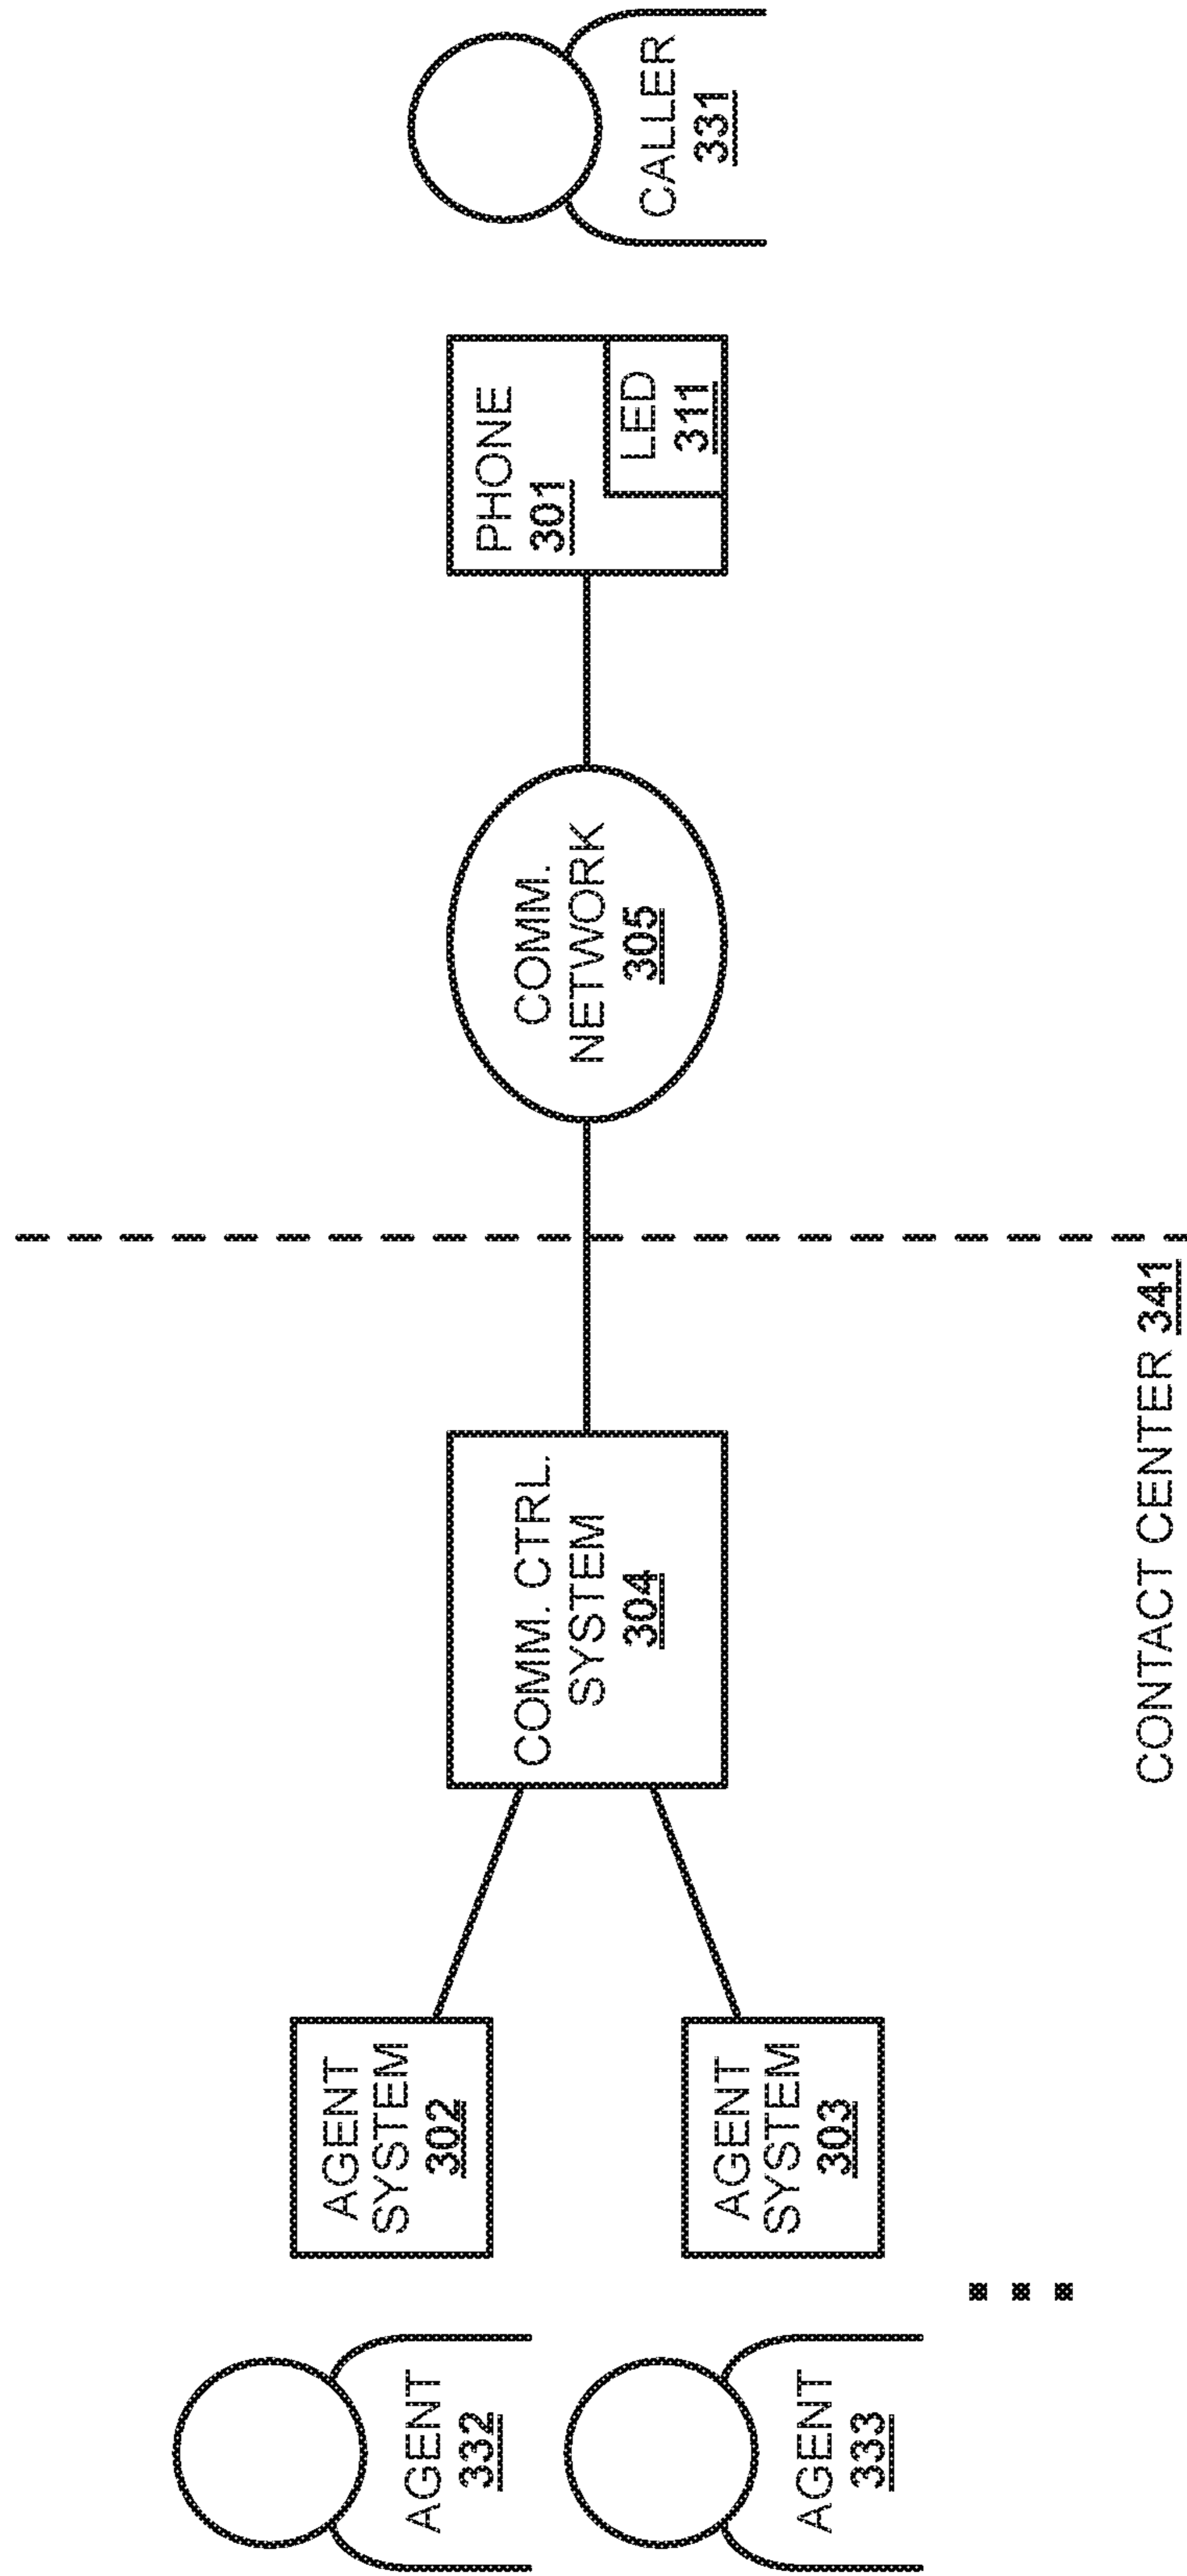 AGENT
332
AGENT
SYSTEM
302
AGENT
333
AGENT
SYSTEM
303
COMM. CTRL.
SYSTEM
304
COMM.
NETWORK
305
PHONE
301
LED
311
CALLER
331
CONTACT CENTER 341